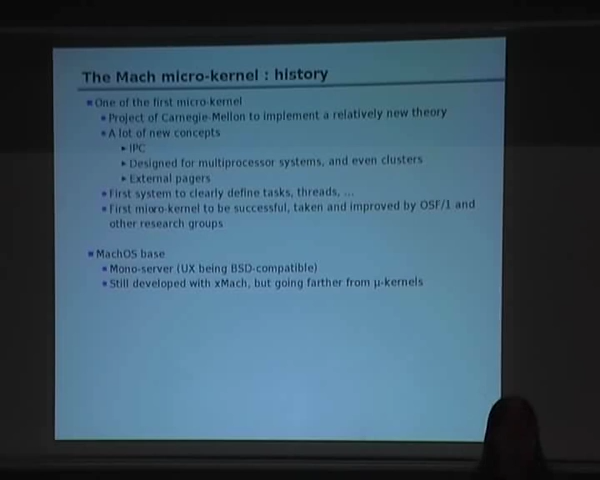 The Mach micro-kernel : history
One of the first micro-kernel
Project of Carnegie-Mellon to implement a relatively new theory
A lot of new concepts
IPC
Designed for multiprocessor systems, and even clusters
External pagers
First system to clearly define tasks, threads, ...
First micro-kernel to be successful, taken and improved by OSF/1 and
other research groups
MachOS base
Mono-server (UX being BSD-compatible)
Still developed with xMach, but going farther from µ-kernels